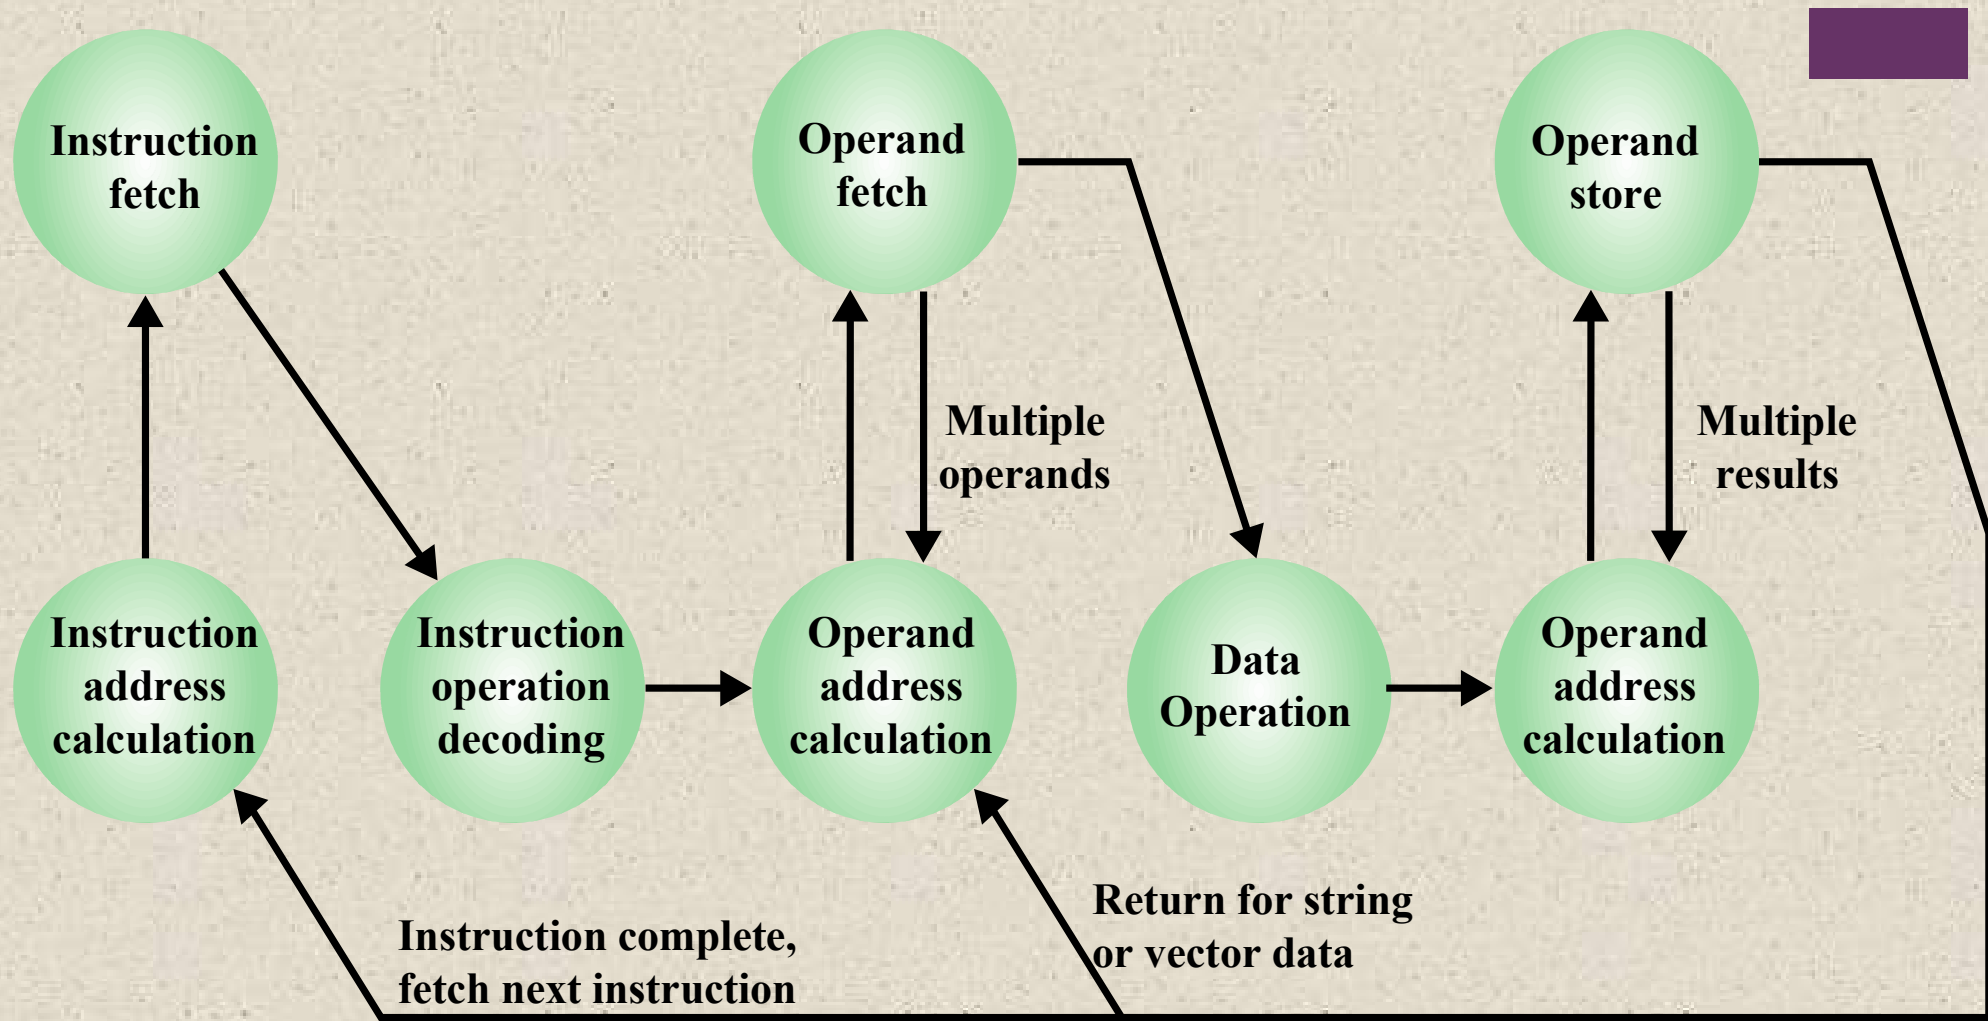 Instruction
fetch
Operand
fetch
Operand
store
Multiple
operands
Multiple
results
Instruction
address
calculation
Instruction
operation
decoding
Operand
address
calculation
Data
Operation
Operand
address
calculation
Instruction complete,
fetch next instruction
Return for string
or vector data